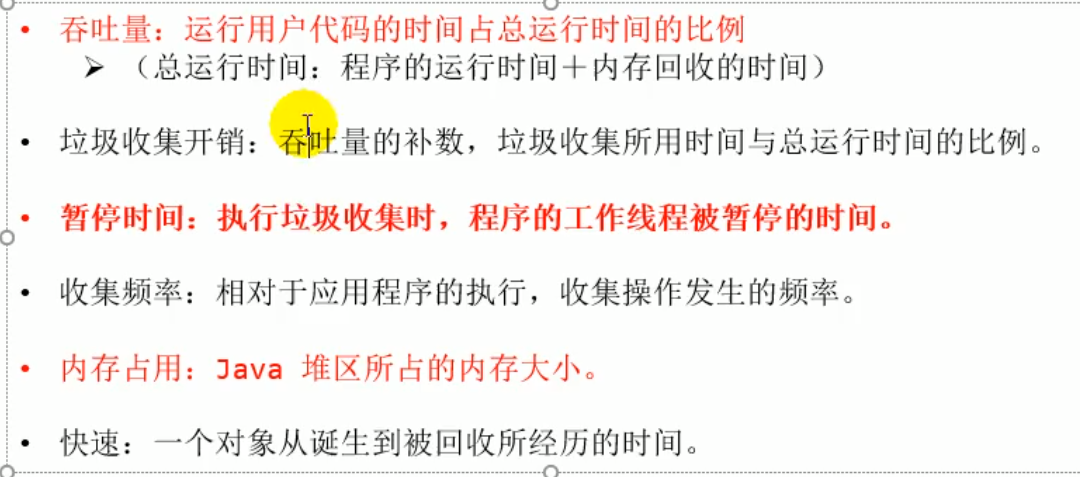 • 吞吐量：运行用户代码的时间占总运行时间的比例
➢ （总运行时间：程序的运行时间＋内存回收的时间）
• 垃圾收集开销：吞吐量的补数，垃圾收集所用时间与总运行时间的比例。
• 暂停时间：执行垃圾收集时，程序的工作线程被暂停的时间。
• 收集频率：相对于应用程序的执行，收集操作发生的频率。
• 内存占用：Java 堆区所占的内存大小。
• 快速：一个对象从诞生到被回收所经历的时间。